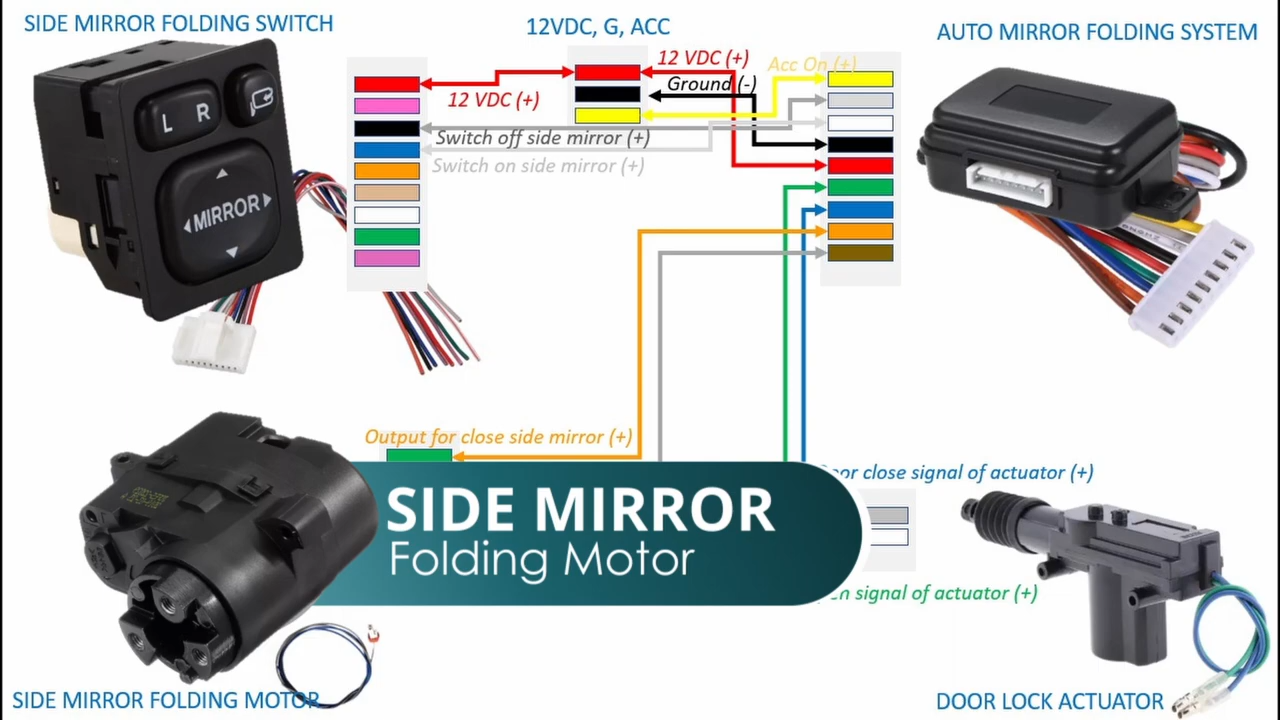 SIDE MIRROR FOLDING SWITCH
12VDC, G, ACC
AUTO MIRROR FOLDING SYSTEM
12 VDC (+)
Acc On (+)
Ground (-)
12 VDC (+)
L R
Switch off side mirror (+)
Switch on side mirror (+)
MIRROR
Output for close side mirror (+)
oor close signal of actuator (+)
SIDE MIRROR
Folding Motor
n signal of actuator (+)
SIDE MIRROR FOLDING MOTOR
DOOR LOCK ACTUATOR